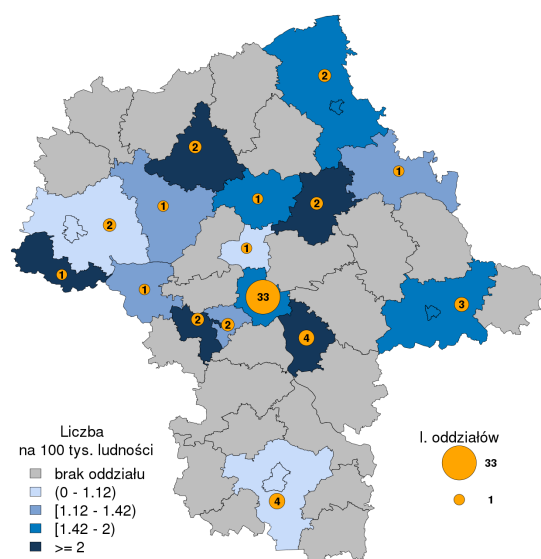 2
2
1
2
1
1
2
1
1
1
33
3
2
2
4
4
Liczba
na 100 tys. ludności
brak oddziału
(0 - 1.12)
[1.12 - 1.42)
[1.42 - 2)
>= 2
l. oddziałów
33
1